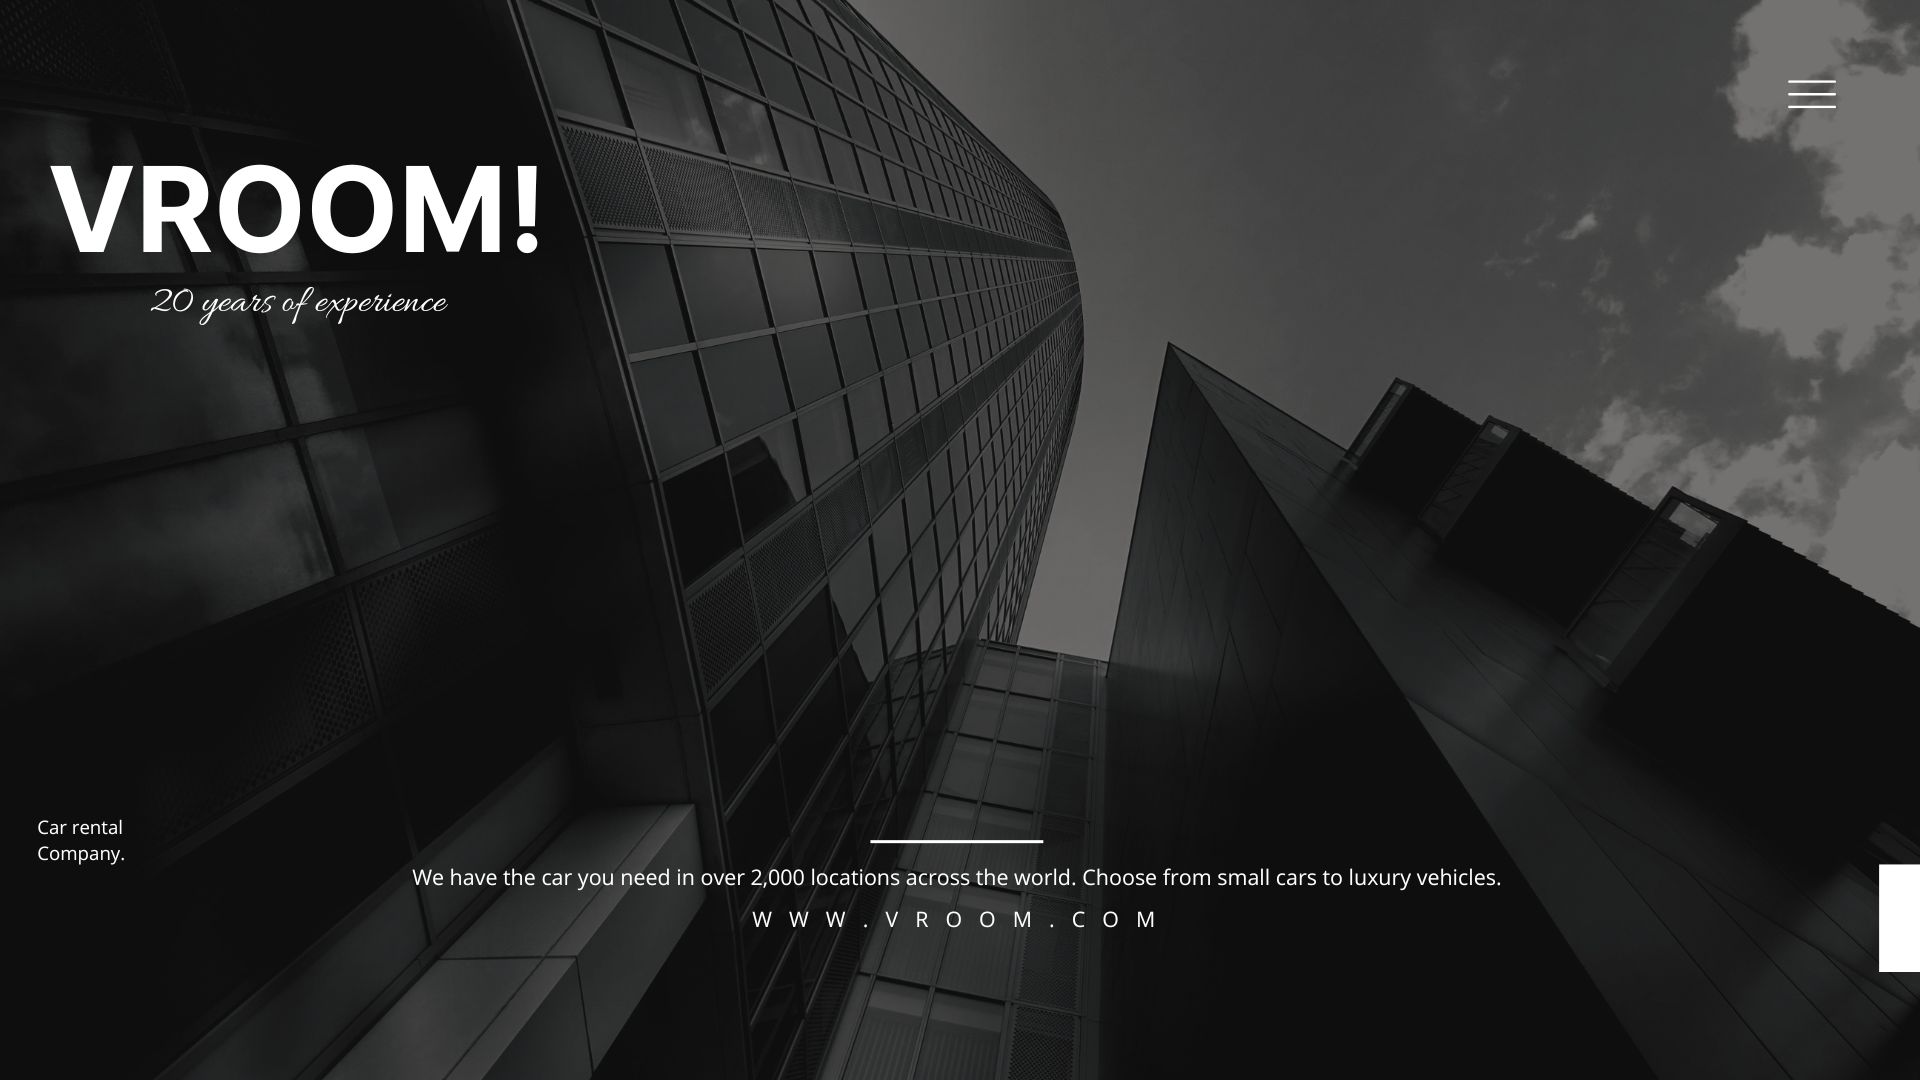 VROOM!
20 years of experience
Car rental
Company.
We have the car you need in over 2,000 locations across the world. Choose from small cars to luxury vehicles.
WWW.VROOM.COM